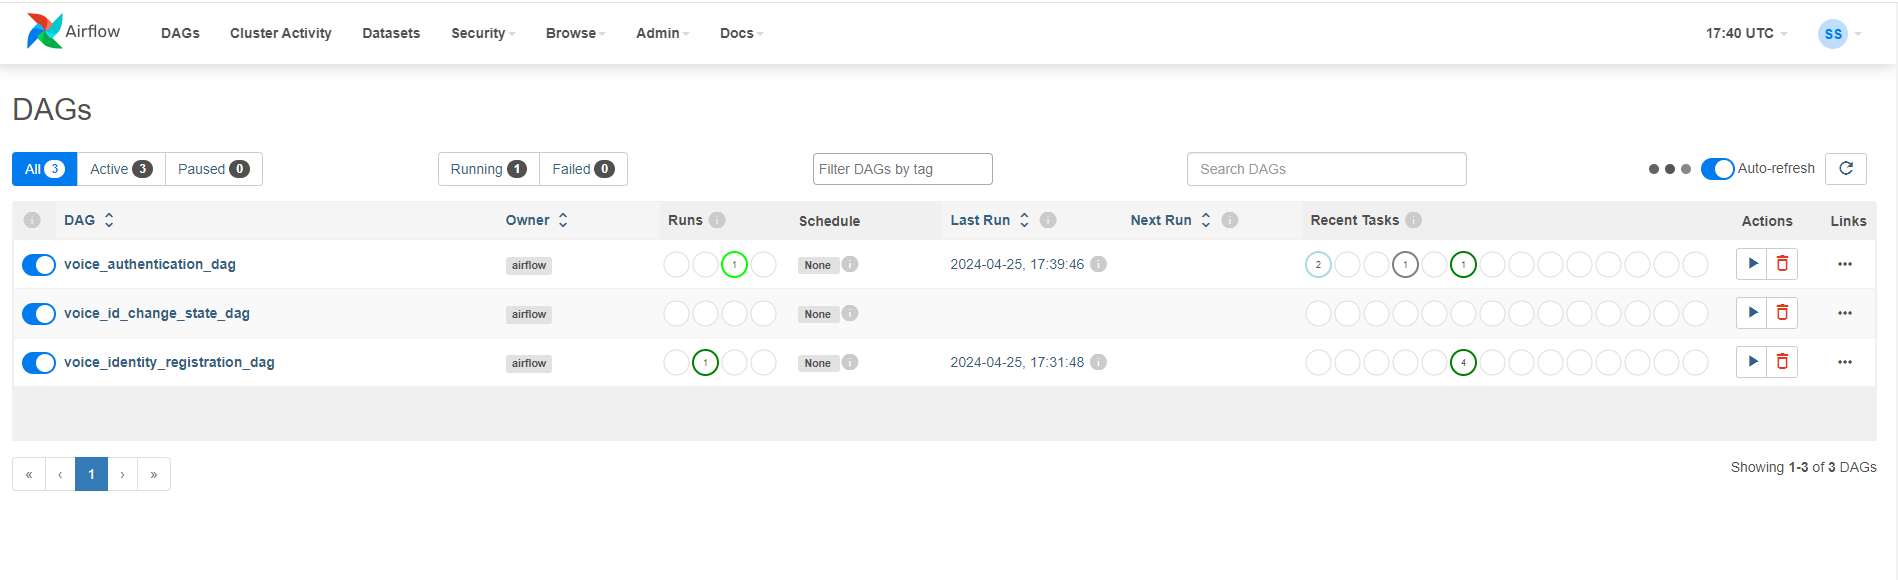 Airflow DAGs Cluster Activity Datasets Security Browse Admin Docs 17:40 UTC SS
DAGs
All 3 Active 3 Paused 0 Running 1 Failed 0 Filter DAGs by tag Search DAGs Auto-refresh
i DAG Owner Runs i Schedule Last Run i Next Run i Recent Tasks i Actions Links
voice_authentication_dag airflow 1 None i 2024-04-25, 17:39:46 i 2 1 1
voice_id_change_state_dag airflow None i
voice_identity_registration_dag airflow 1 None i 2024-04-25, 17:31:48 i 4
« ‹ 1 › » Showing 1-3 of 3 DAGs